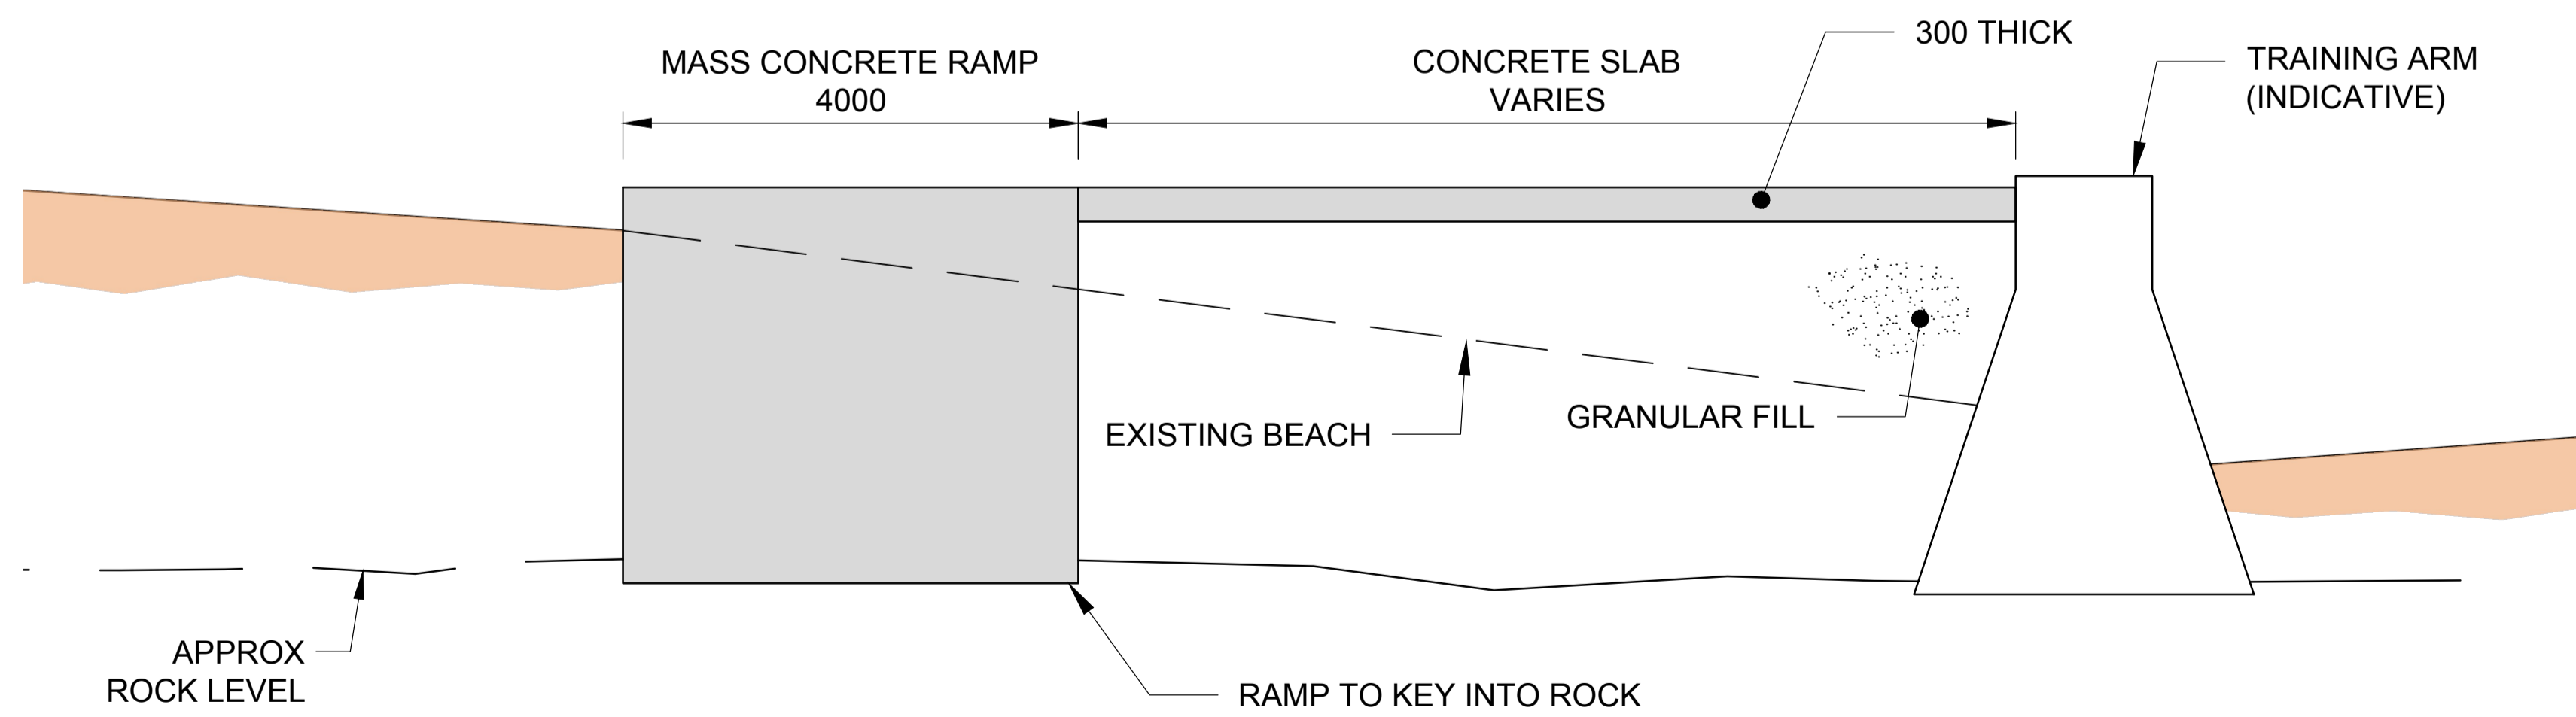 MASS CONCRETE RAMP
4000
CONCRETE SLAB
VARIES
300 THICK
TRAINING ARM
(INDICATIVE)
EXISTING BEACH
GRANULAR FILL
APPROX
ROCK LEVEL
RAMP TO KEY INTO ROCK